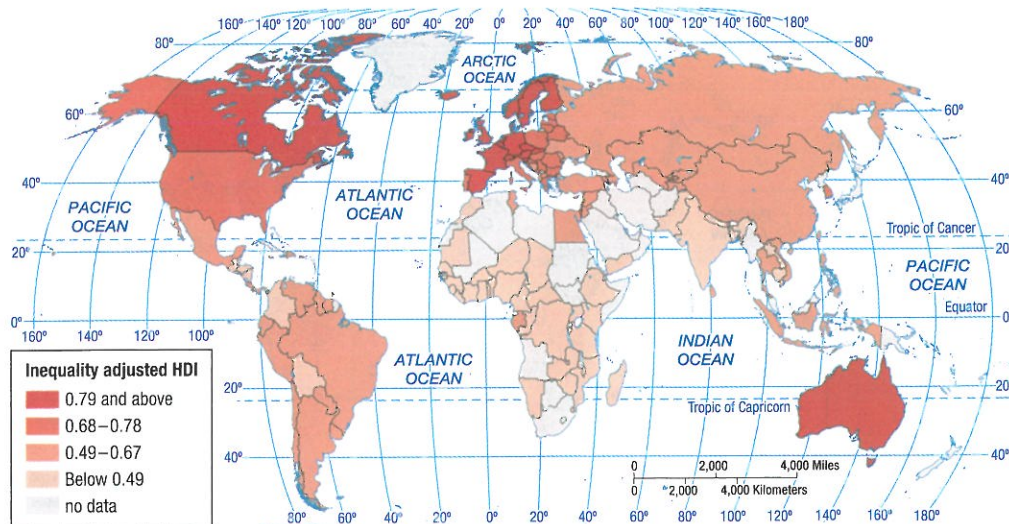 160° 140° 120° 100° 80° 60° 40° 20° 0° 20° 40° 60° 80° 100° 120° 140° 160° 180°
80° 80°
ARCTIC
OCEAN
60° 60°
40° 40°
PACIFIC
OCEAN
ATLANTIC
OCEAN
Tropic of Cancer
20° 20°
PACIFIC
OCEAN
Equator
0° 0°
160° 140° 120° 100°
INDIAN
OCEAN
ATLANTIC
OCEAN
20° 20°
Tropic of Capricorn
40° 40°
0 2,000 4,000 Miles
0 2,000 4,000 Kilometers
80° 60° 40° 20° 0° 20° 40° 60° 80° 100° 120° 140° 160°
Inequality adjusted HDI
0.79 and above
0.68–0.78
0.49–0.67
Below 0.49
no data